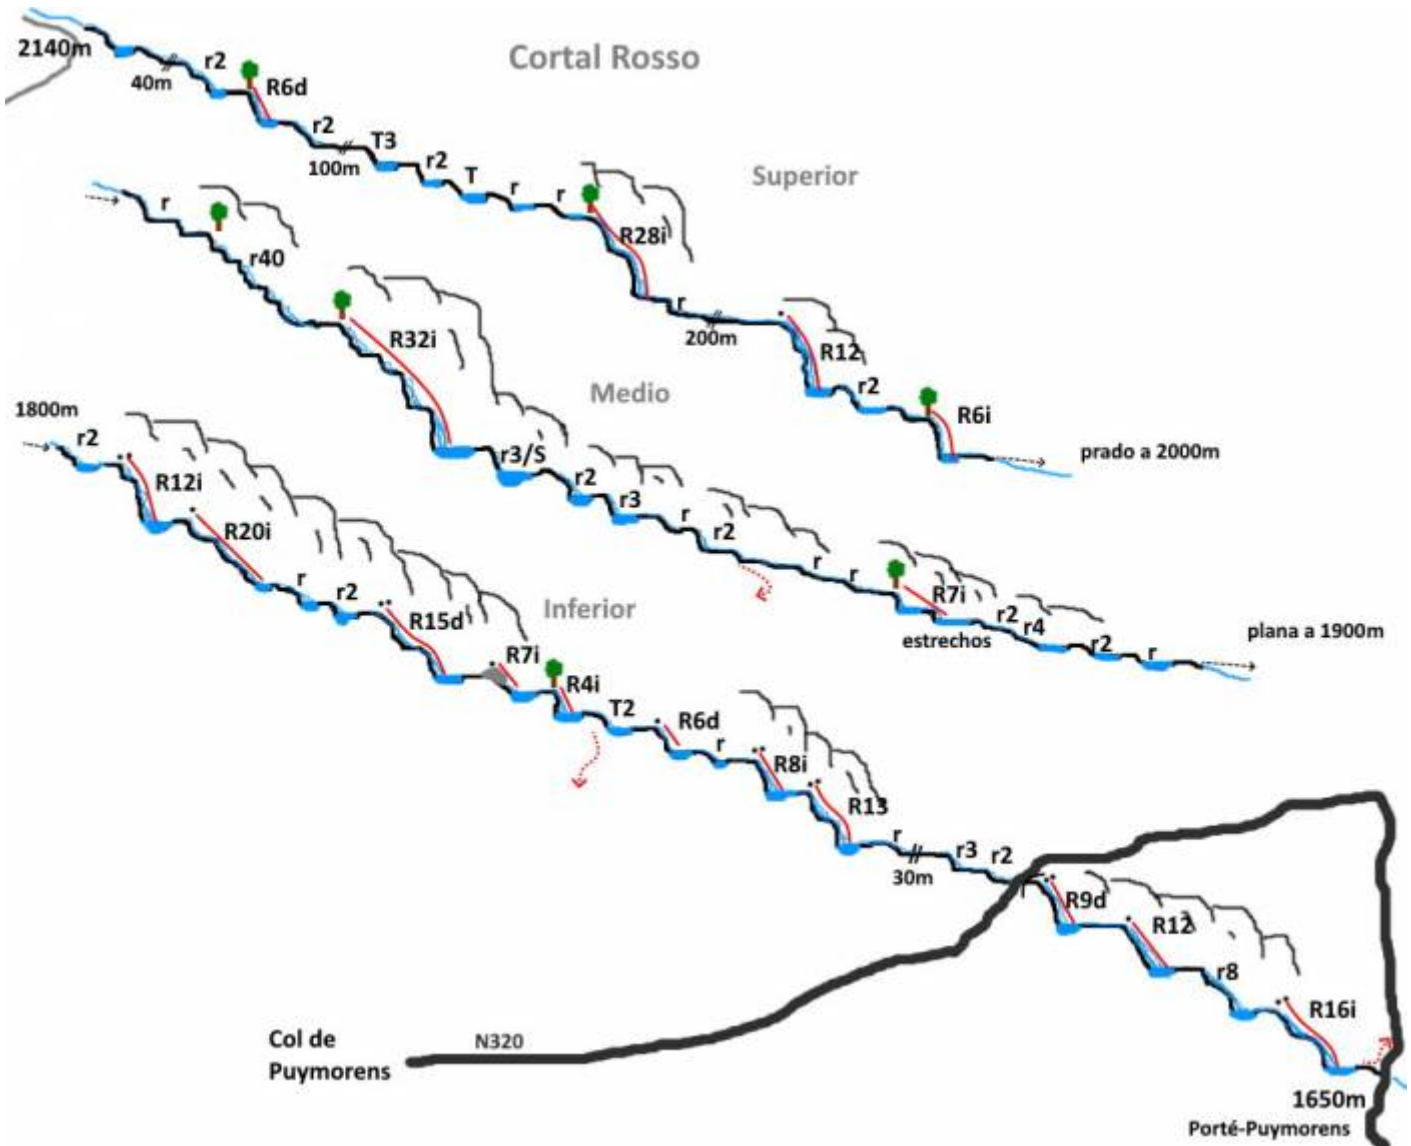 Cortal Rosso
2140m
40m
r2
R6d
r2
100m
T3
r2
T
r
r
R28i
Superior
r
200m
R12
r2
R6i
prado a 2000m
r
r40
R32i
Medio
r3/S
r2
r3
r
r2
r
r
R7i
estrechos
r2
r4
r2
r
plana a 1900m
1800m
r2
R12i
R20i
r
r2
R15d
Inferior
R7i
R4i
T2
R6d
r
R8i
R13
r
30m
r3
r2
R9d
R12
r8
R16i
Col de
Puymorens
N320
1650m
Porté-Puymorens